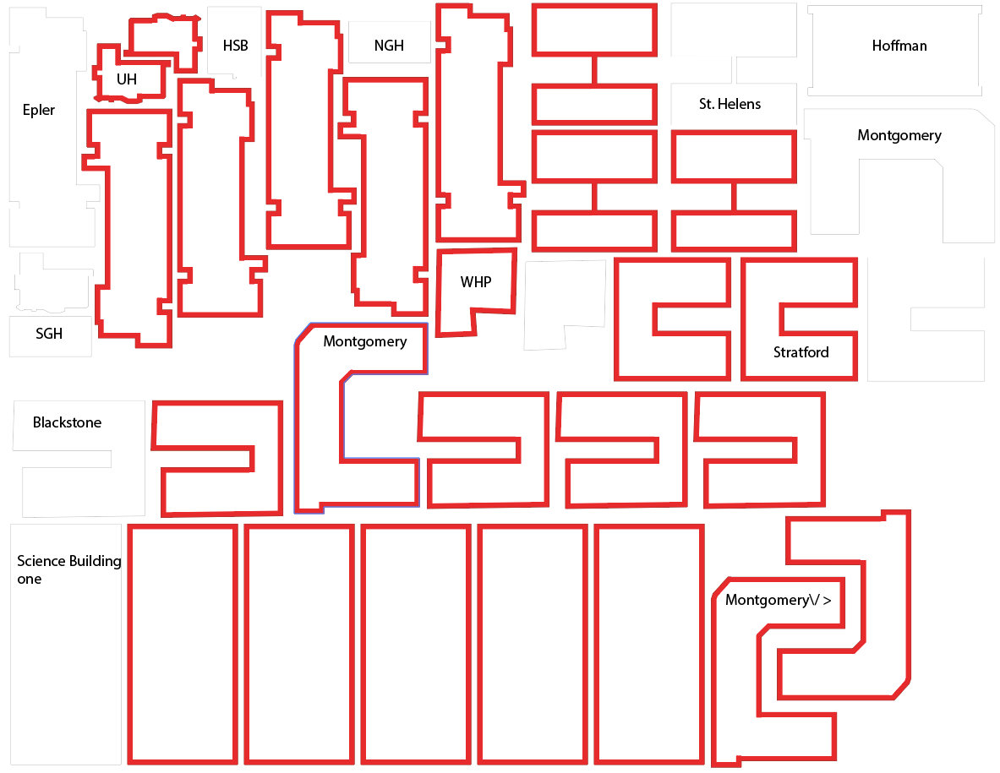 HSB
NGH
Hoffman
UH
Epler
St. Helens
Montgomery
WHP
SGH
Montgomery
Stratford
Blackstone
Science Building
one
Montgomery\/ >